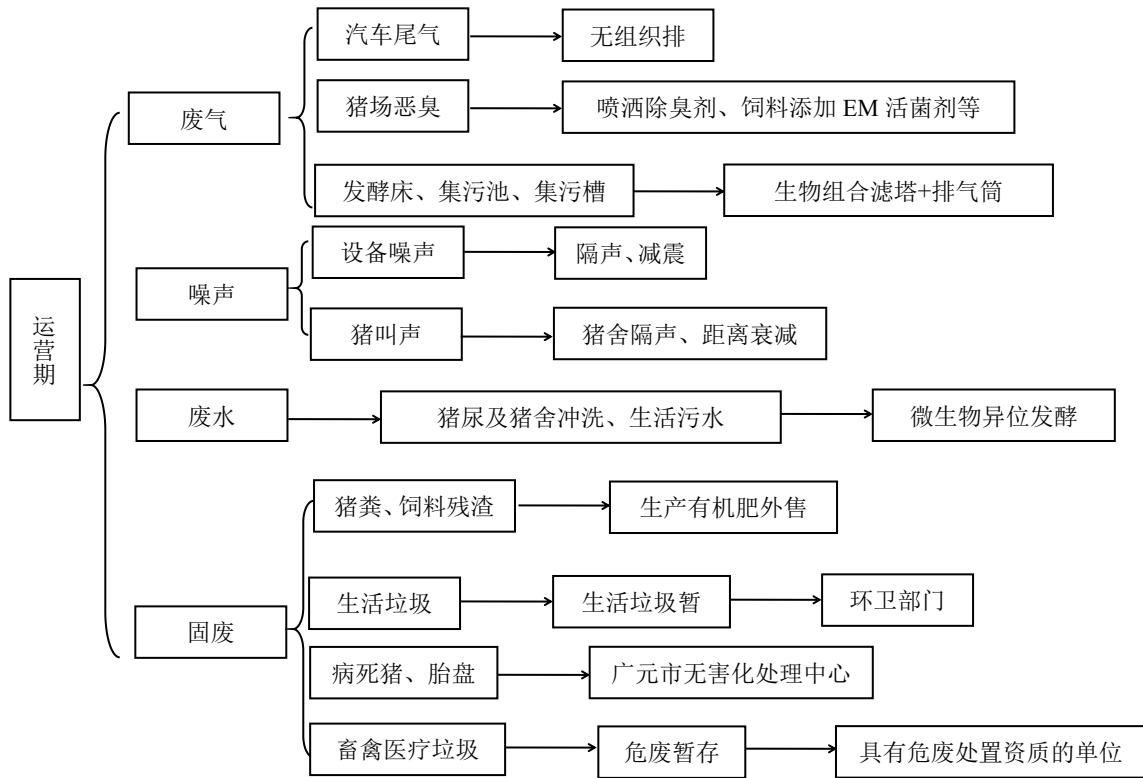 汽车尾气
无组织排
猪场恶臭
喷洒除臭剂、饲料添加 EM 活菌剂等
废气
发酵床、集污池、集污槽
生物组合滤塔+排气筒
设备噪声
隔声、减震
噪声
猪叫声
猪舍隔声、距离衰减
运营期
废水
猪尿及猪舍冲洗、生活污水
微生物异位发酵
猪粪、饲料残渣
生产有机肥外售
生活垃圾
生活垃圾暂
环卫部门
固废
病死猪、胎盘
广元市无害化处理中心
畜禽医疗垃圾
危废暂存
具有危废处置资质的单位